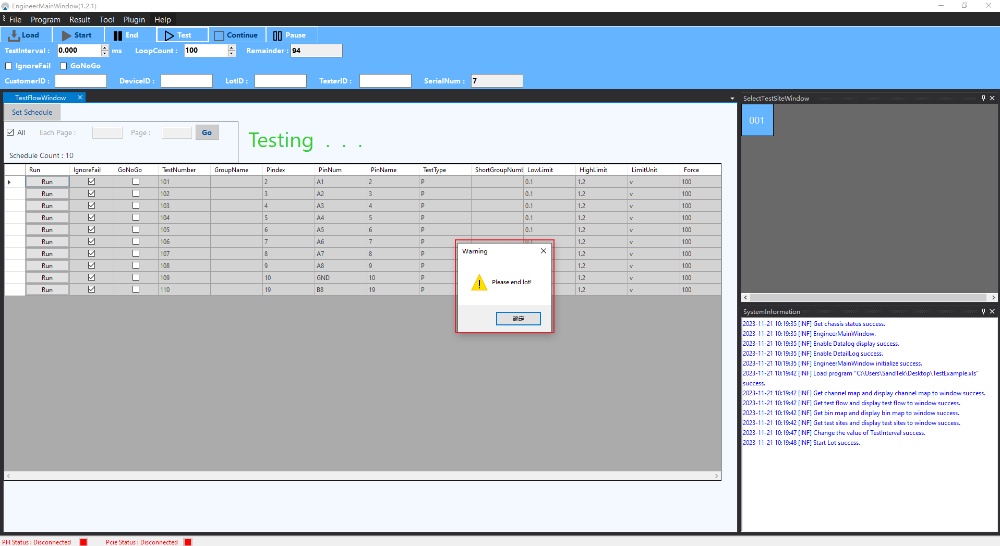 EngineerMainWindow(1.2.1)
File Program Result Tool Plugin Help
Load Start End Test Continue Pause
TestInterval : 0.000 ms LoopCount : 100 Remainder : 94
IgnoreFail GoNoGo
CustomerID : DeviceID : LotID : TesterID : SerialNum : 7
TestFlowWindow
Set Schedule
All Each Page : Page : Go
Schedule Count : 10
Testing . . .
Run IgnoreFail GoNoGo TestNumber GroupName Pindex PinNum PinName TestType ShortGroupNumb LowLimit HighLimit LimitUnit Force
Run 101 2 A1 2 P 0.1 1.2 v 100
Run 102 3 A2 3 P 0.1 1.2 v 100
Run 103 4 A3 4 P 0.1 1.2 v 100
Run 104 5 A4 5 P 0.1 1.2 v 100
Run 105 6 A5 6 P 0.1 1.2 v 100
Run 106 7 A6 7 P 0.1 1.2 v 100
Run 107 8 A7 8 P 1.2 v 100
Run 108 9 A8 9 P 1.2 v 100
Run 109 10 GND 10 P 1.2 v 100
Run 110 19 B8 19 P 1.2 v 100
Warning
Please end lot!
确定
SelectTestSiteWindow
001
SystemInformation
2023-11-21 10:19:35 [INF] Get chassis status success.
2023-11-21 10:19:35 [INF] EngineerMainWindow.
2023-11-21 10:19:35 [INF] Enable Datalog display success.
2023-11-21 10:19:35 [INF] Enable DetailLog success.
2023-11-21 10:19:35 [INF] EngineerMainWindow initialize success.
2023-11-21 10:19:42 [INF] Load program "C:\Users\SandTek\Desktop\TestExample.xls"
success.
2023-11-21 10:19:42 [INF] Get channel map and display channel map to window success.
2023-11-21 10:19:42 [INF] Get test flow and display test flow to window success.
2023-11-21 10:19:42 [INF] Get bin map and display bin map to window success.
2023-11-21 10:19:42 [INF] Get test sites and display test sites to window success.
2023-11-21 10:19:47 [INF] Change the value of TestInterval success.
2023-11-21 10:19:48 [INF] Start Lot success.
PH Status : Disconnected Pcie Status : Disconnected